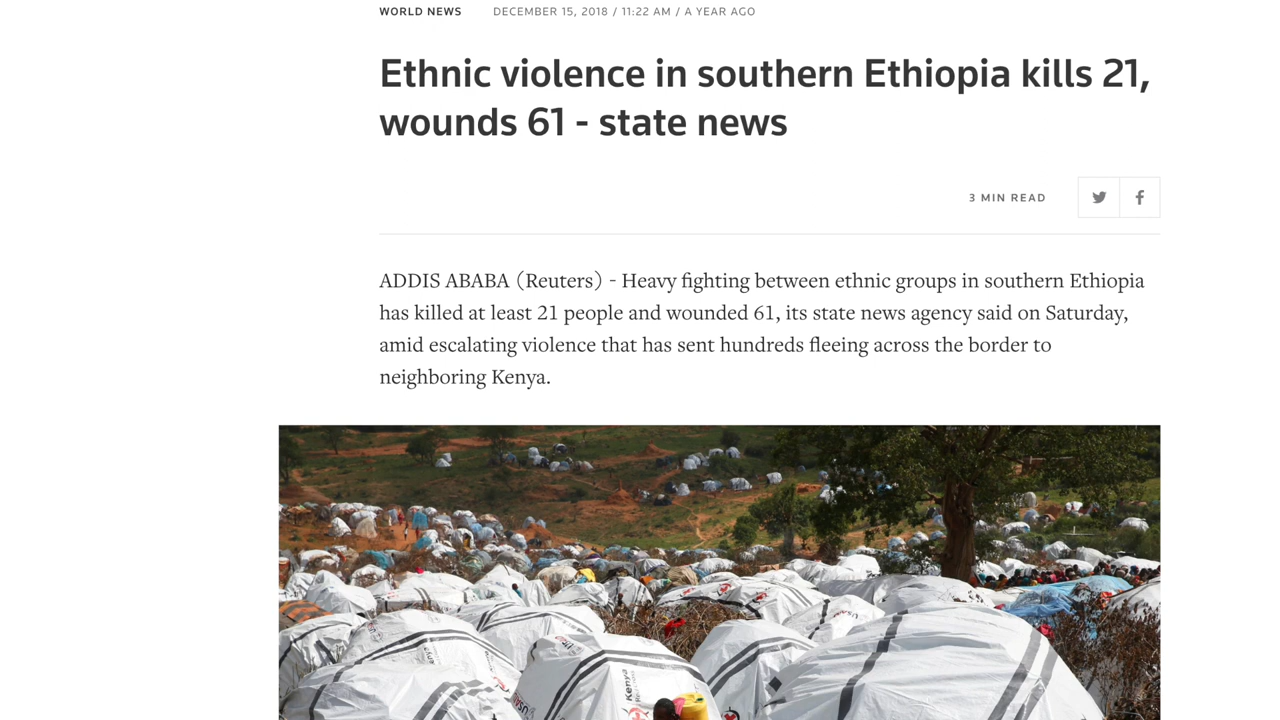 WORLD NEWS DECEMBER 15, 2018 / 11:22 AM / A YEAR AGO
Ethnic violence in southern Ethiopia kills 21,
wounds 61 - state news
3 MIN READ
ADDIS ABABA (Reuters) - Heavy fighting between ethnic groups in southern Ethiopia
has killed at least 21 people and wounded 61, its state news agency said on Saturday,
amid escalating violence that has sent hundreds fleeing across the border to
neighboring Kenya.
Kenya